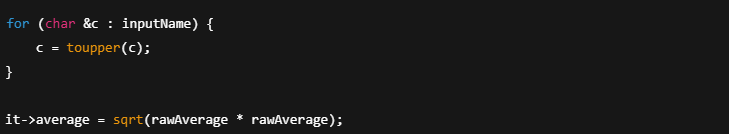 for (char &c : inputName) {
    c = toupper(c);
}
it->average = sqrt(rawAverage * rawAverage);